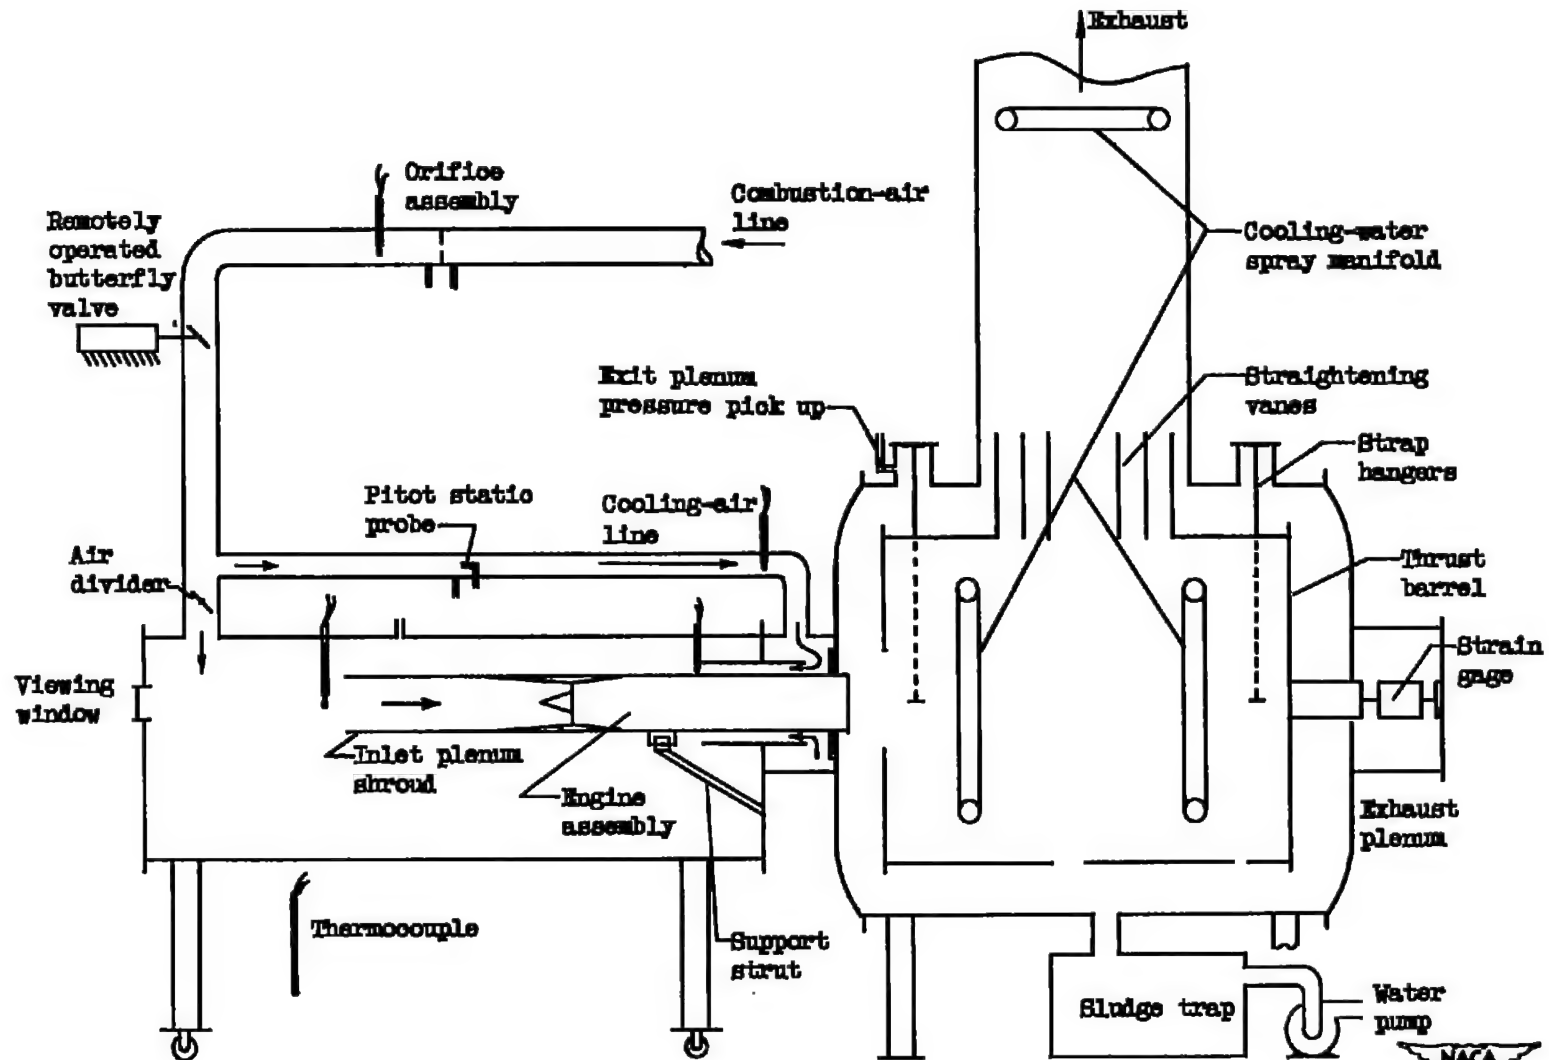 Exhaust
Orifice
assembly
Combustion-air
line
Remotely
operated
butterfly
valve
Cooling-water
spray manifold
Exit plenum
pressure pick up
Straightening
vanes
Strap
hangers
Pitot static
probe
Cooling-air
line
Air
divider
Thrust
barrel
Strain
gage
Viewing
window
Inlet plenum
shroud
Engine
assembly
Exhaust
plenum
Thermocouple
Support
strut
Sludge trap
Water
pump
NACA